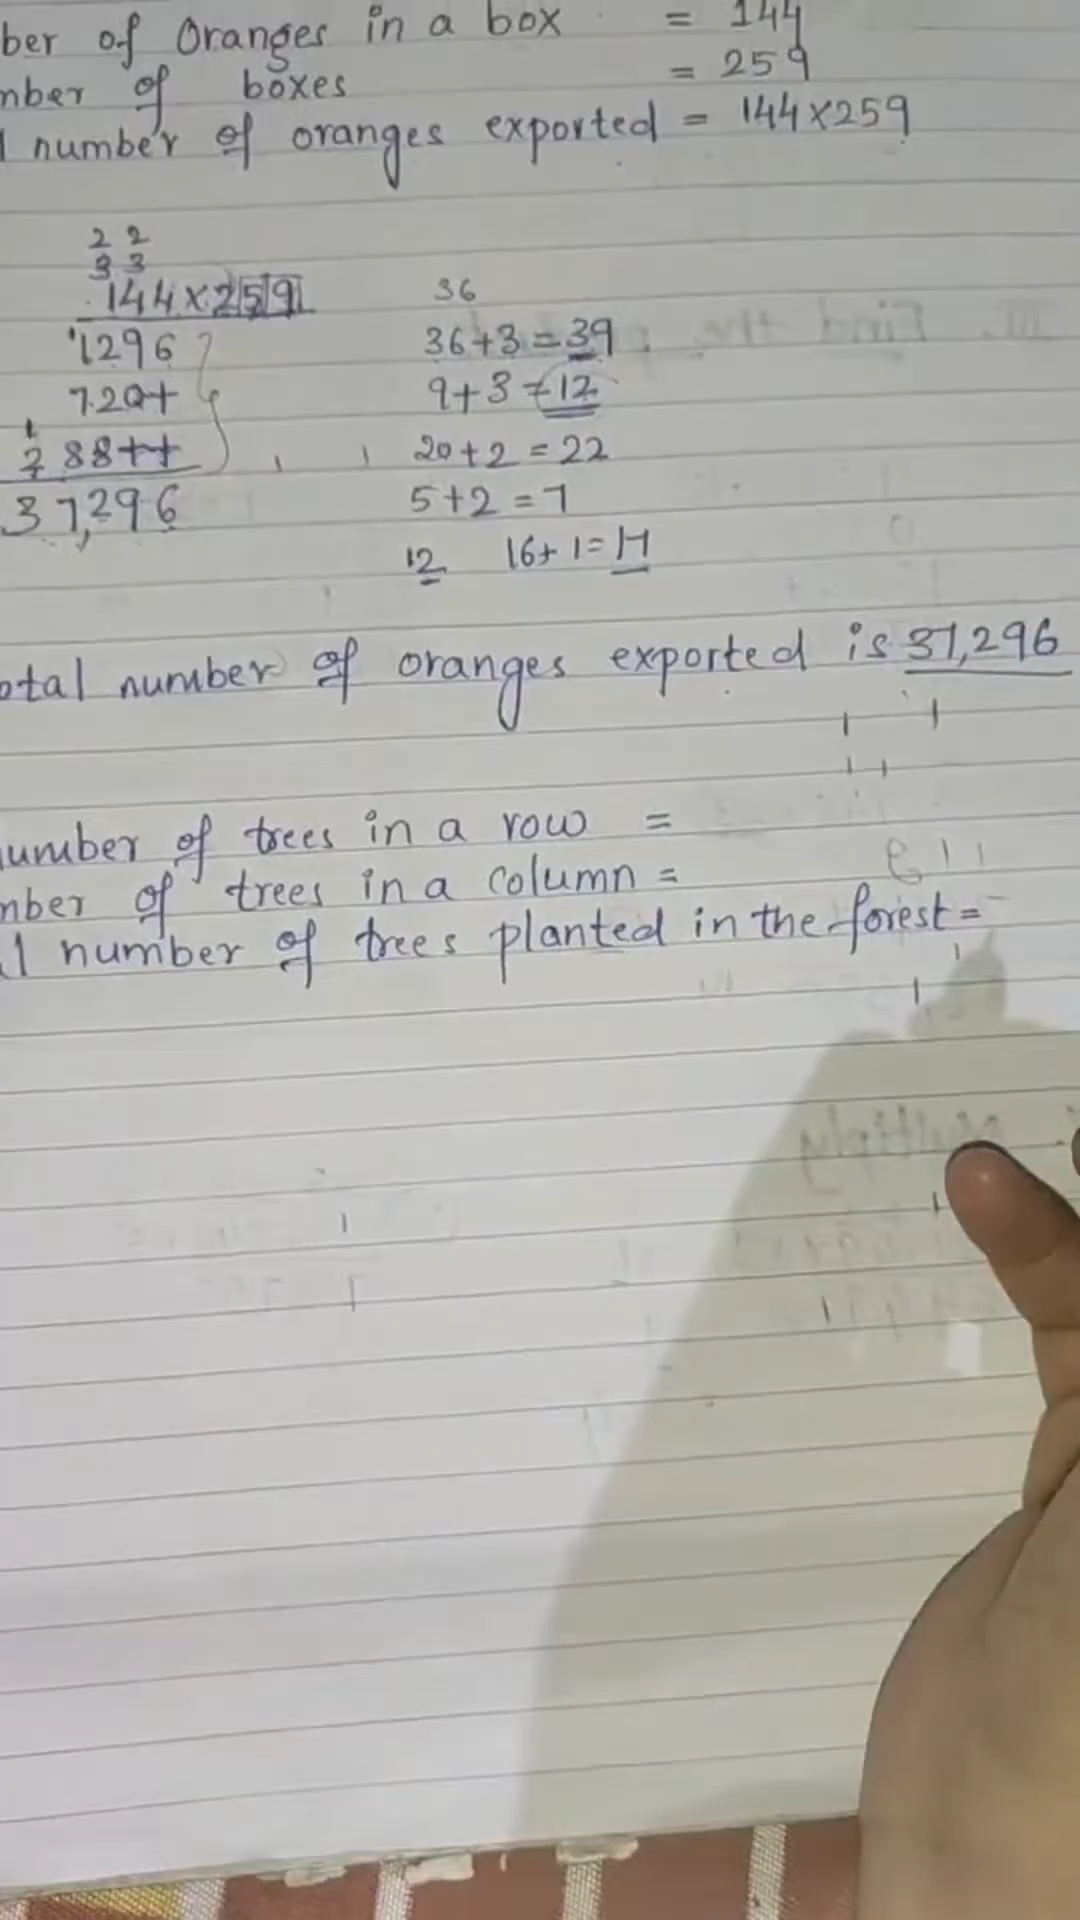 ber of Oranges in a box = 144
mber of boxes = 259
l number of oranges exported = 144×259
2 2
3 3
144×259 36
1296 36+3=39
720+ 9+3=12
288++ 20+2=22
37,296 5+2=7
12 16+1=17
otal number of oranges exported is 37,296
umber of trees in a row =
mber of trees in a column =
al number of trees planted in the forest=